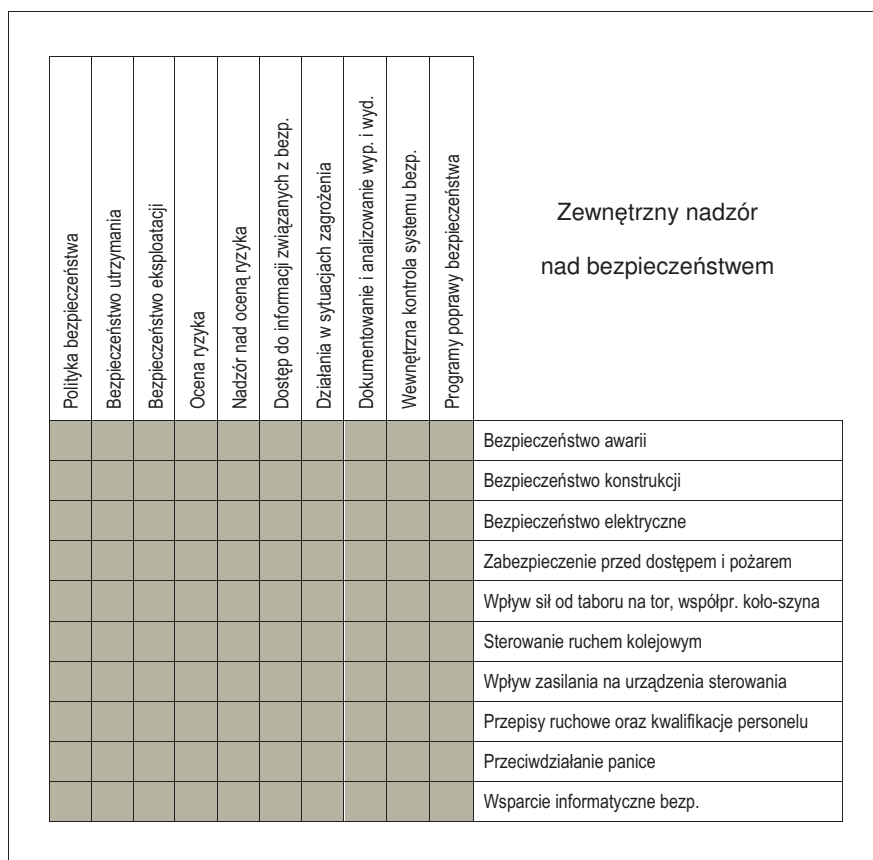 Polityka bezpieczeństwa
Bezpieczeństwo utrzymania
Bezpieczeństwo eksploatacji
Ocena ryzyka
Nadzór nad oceną ryzyka
Dostęp do informacji związanych z bezp.
Działania w sytuacjach zagrożenia
Dokumentowanie i analizowanie wyp. i wyd.
Wewnętrzna kontrola systemu bezp.
Programy poprawy bezpieczeństwa
Zewnętrzny nadzór
nad bezpieczeństwem
Bezpieczeństwo awarii
Bezpieczeństwo konstrukcji
Bezpieczeństwo elektryczne
Zabezpieczenie przed dostępem i pożarem
Wpływ sił od taboru na tor, współpr. koło-szyna
Sterowanie ruchem kolejowym
Wpływ zasilania na urządzenia sterowania
Przepisy ruchowe oraz kwalifikacje personelu
Przeciwdziałanie panice
Wsparcie informatyczne bezp.